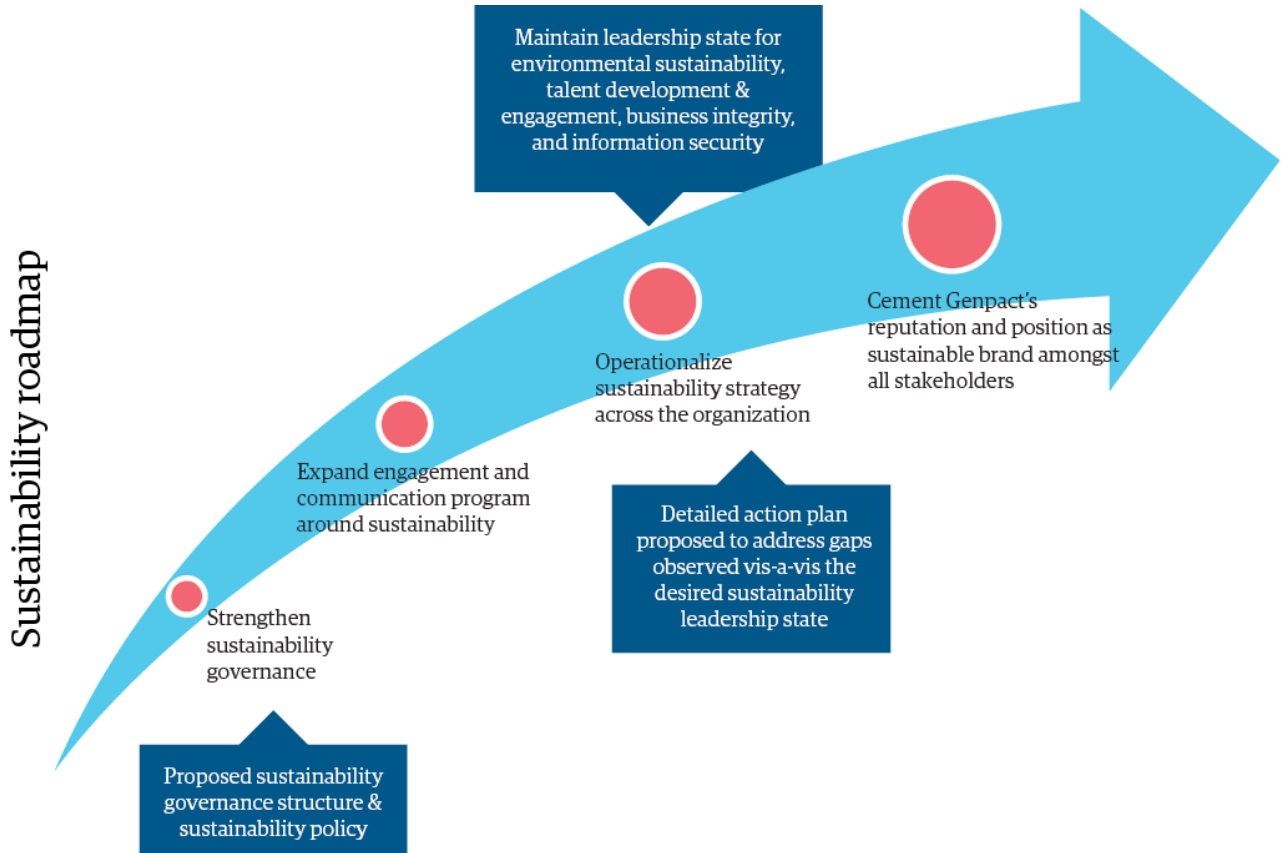 Sustainability roadmap
Maintain leadership state for
environmental sustainability,
talent development &
engagement, business integrity,
and information security
Cement Genpact’s
reputation and position as
sustainable brand amongst
all stakeholders
Operationalize
sustainability strategy
across the organization
Expand engagement and
communication program
around sustainability
Detailed action plan
proposed to address gaps
observed vis-a-vis the
desired sustainability
leadership state
Strengthen
sustainability
governance
Proposed sustainability
governance structure &
sustainability policy